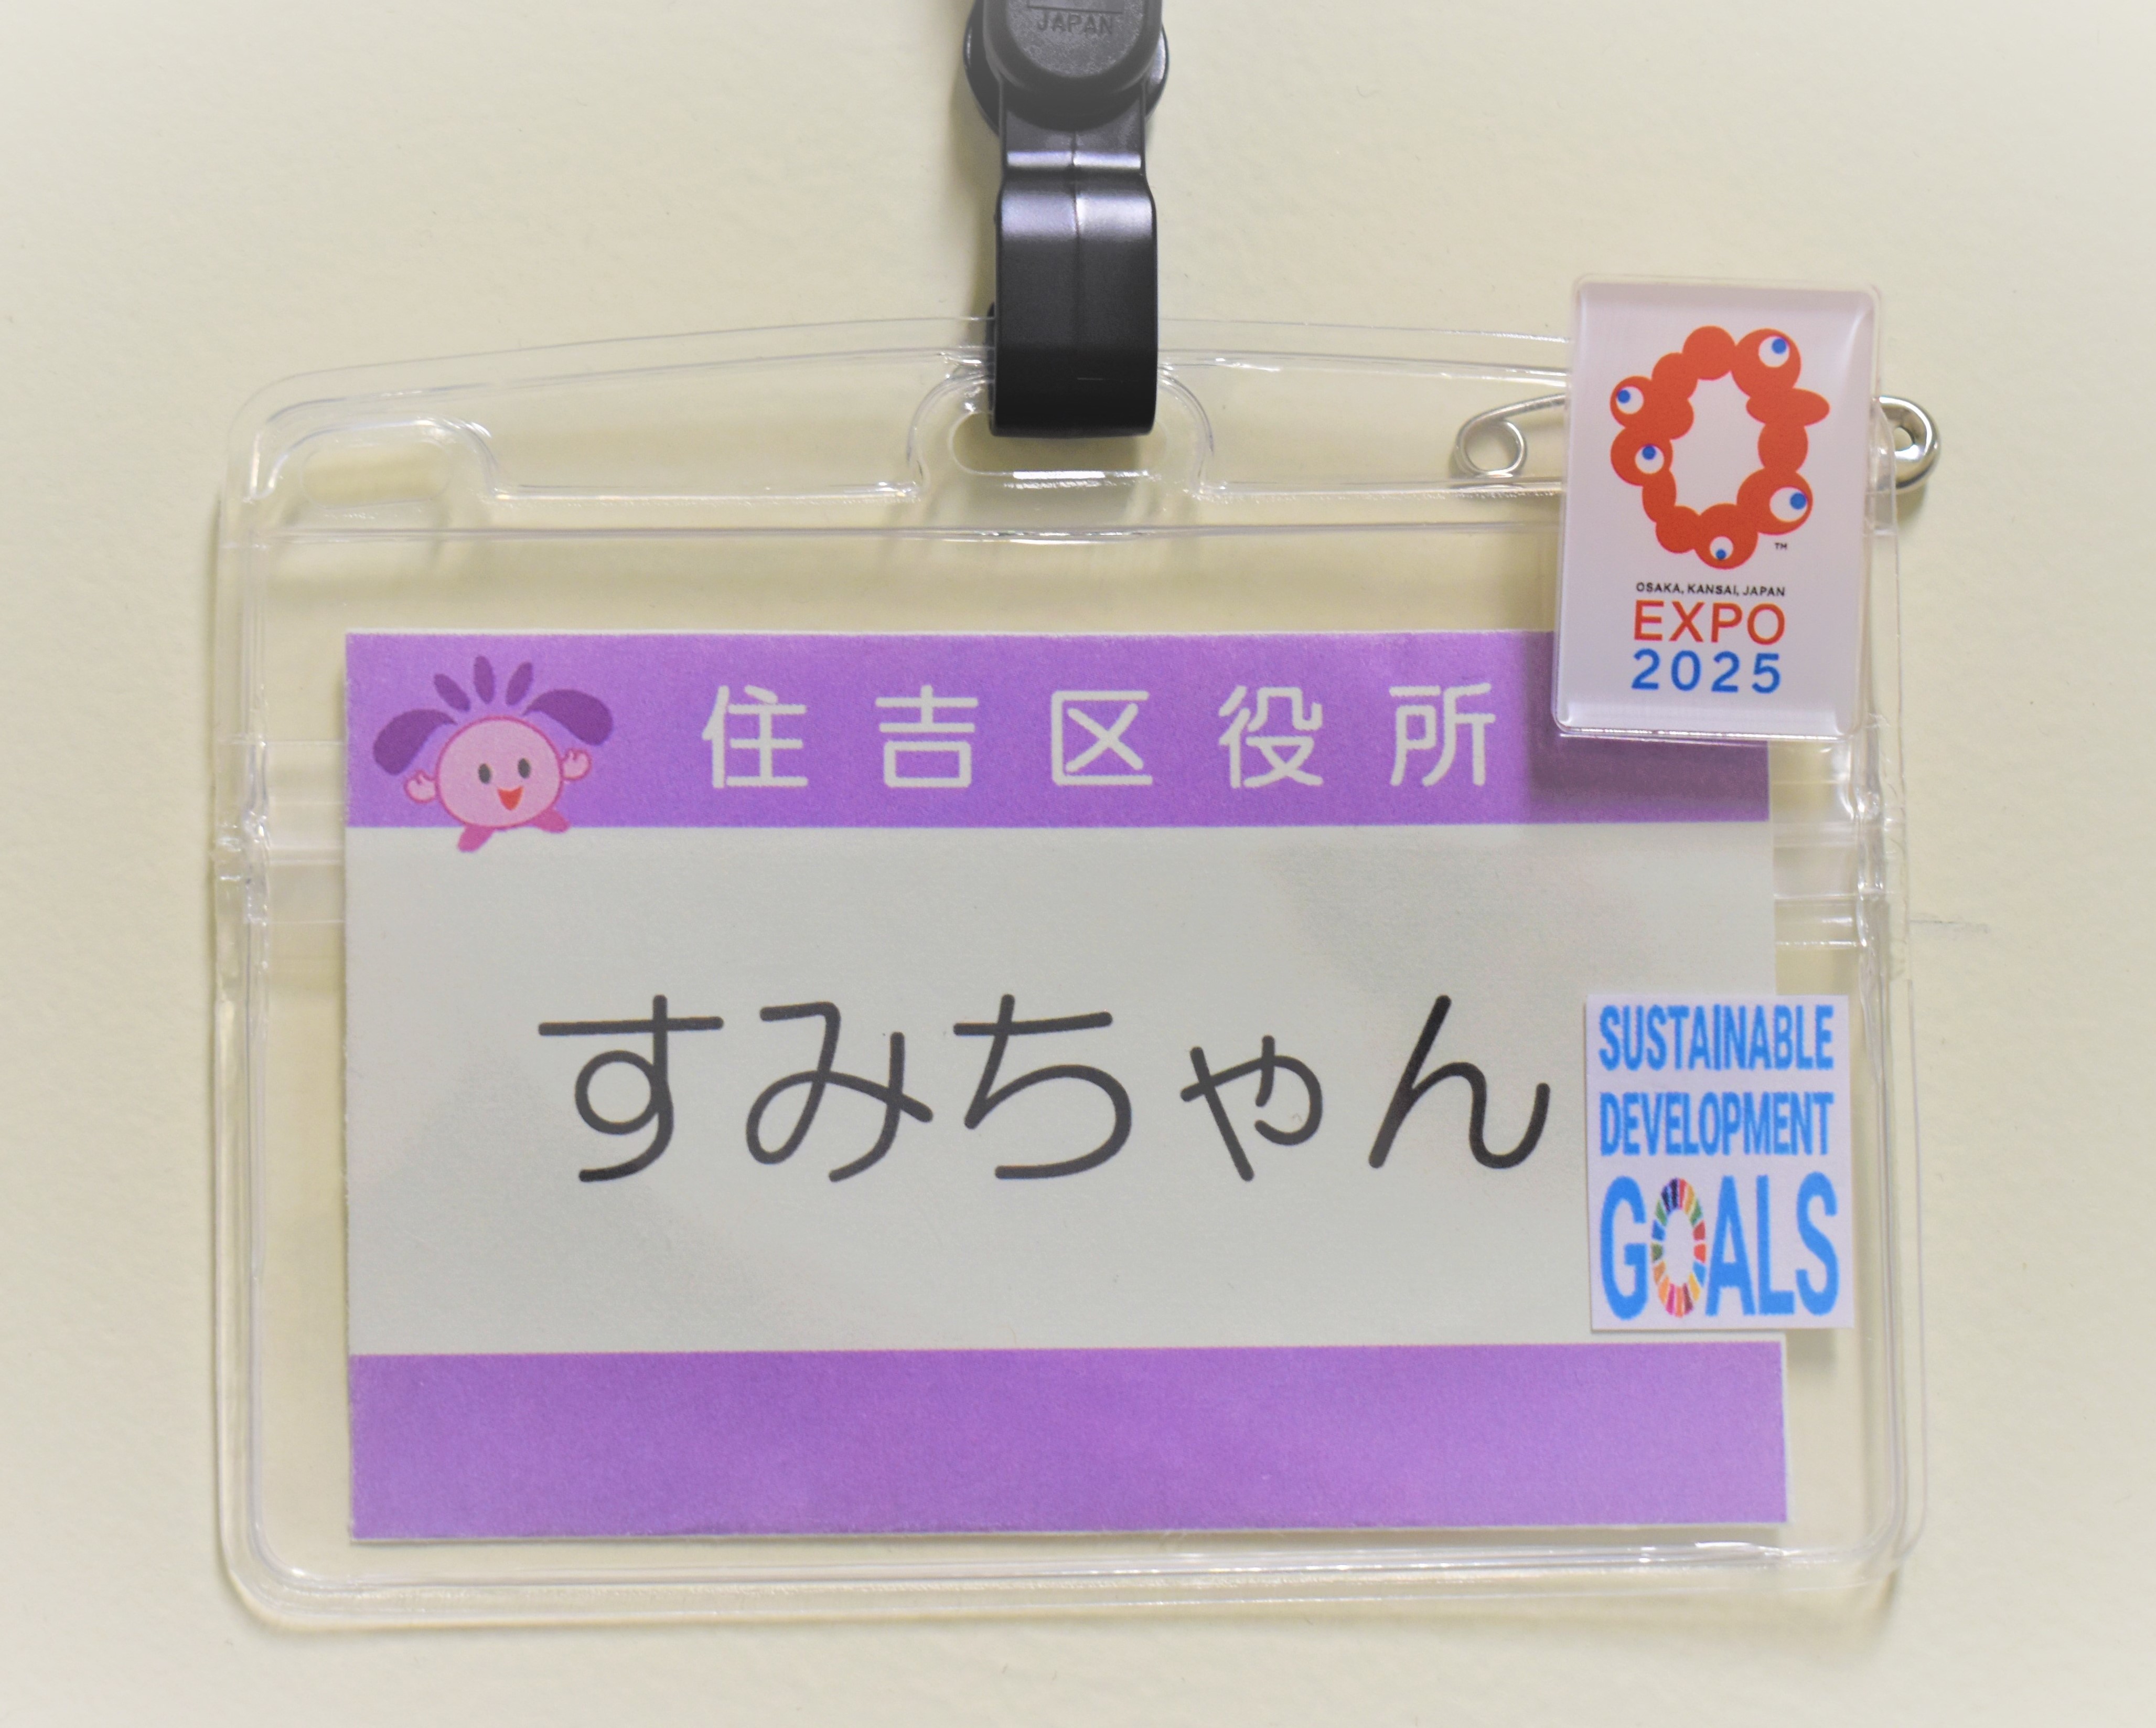 JAPAN
OSAKA, KANSAI, JAPAN
EXPO
2025
住吉区役所
すみちゃん
SUSTAINABLE
DEVELOPMENT
GOALS